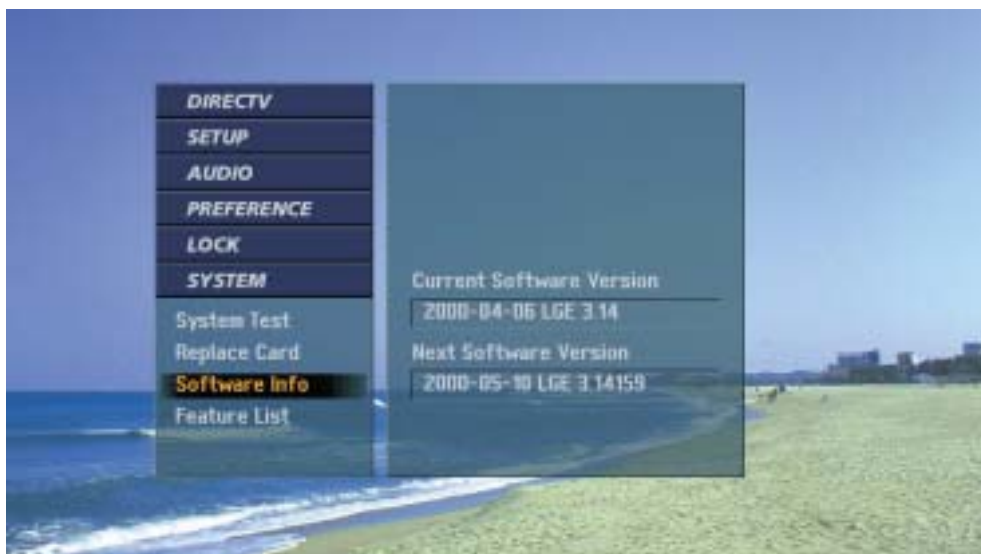 DIRECTV
SETUP
AUDIO
PREFERENCE
LOCK
SYSTEM
System Test
Replace Card
Software Info
Feature List
Current Software Version
2000-04-06 LGE 3.14
Next Software Version
2000-05-10 LGE 3.14159